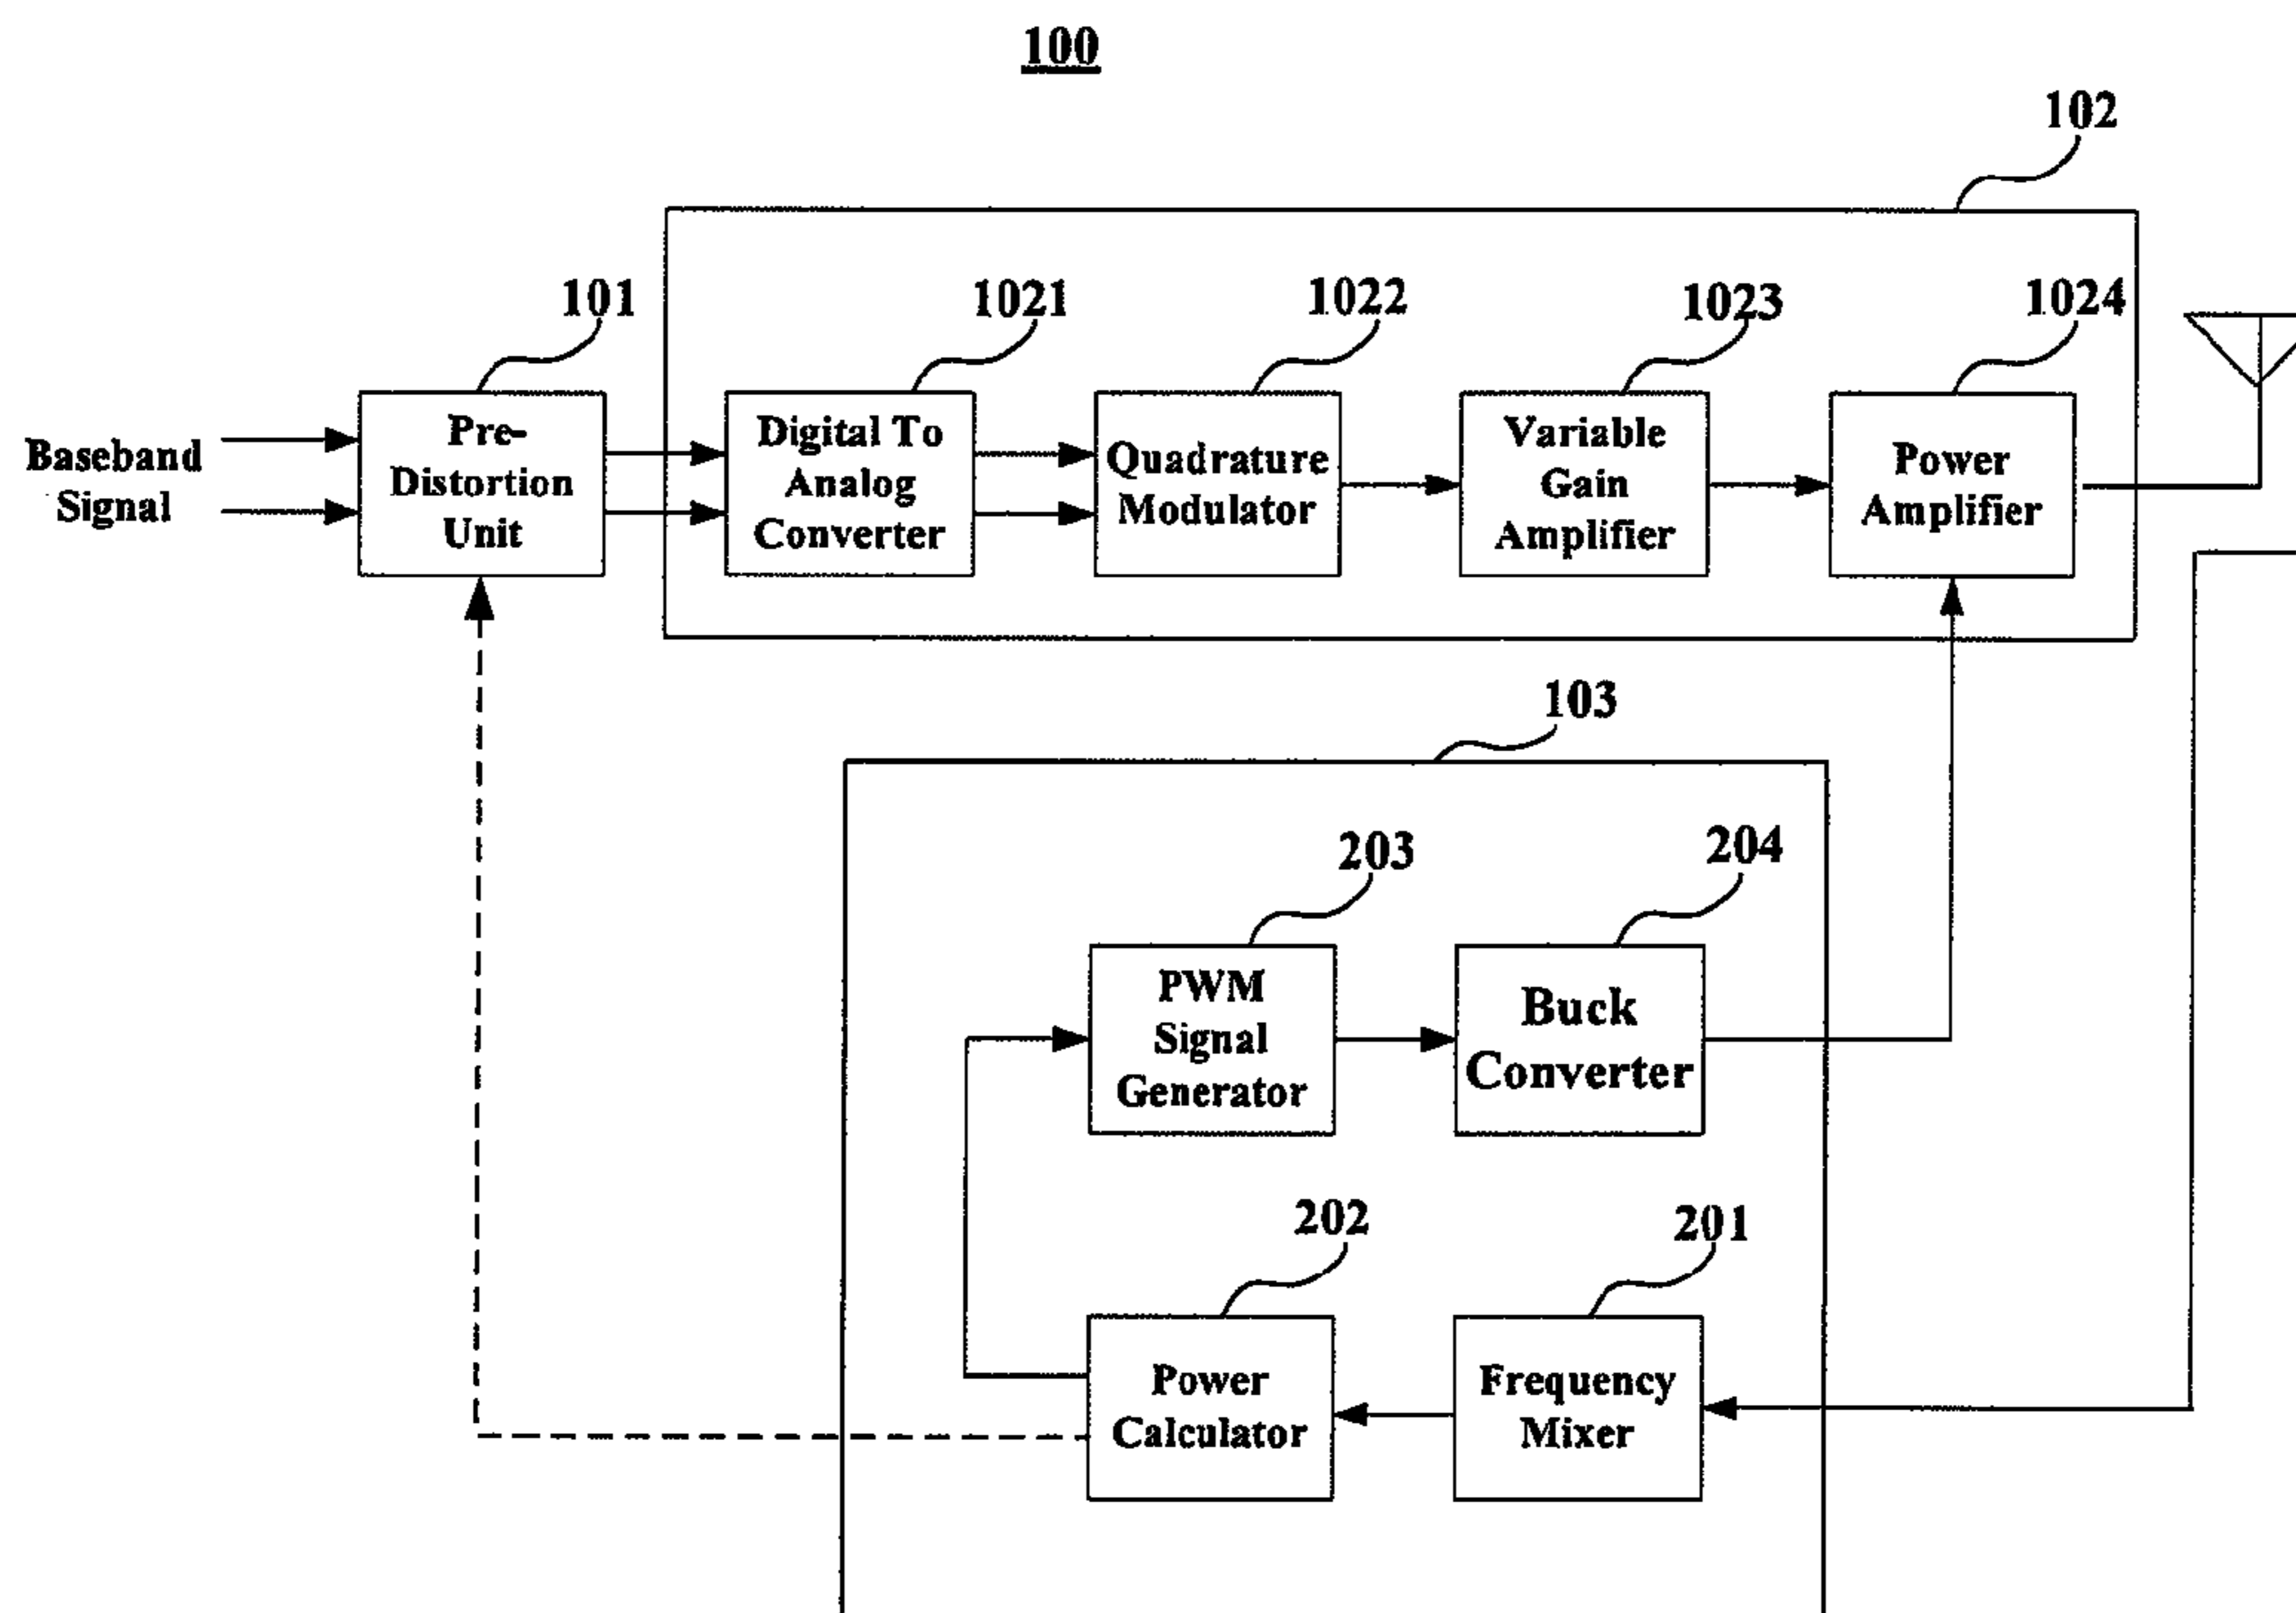 100
102
101
1021
1022
1023
1024
Baseband
Signal
Pre-
Distortion
Unit
Digital To
Analog
Converter
Quadrature
Modulator
Variable
Gain
Amplifier
Power
Amplifier
103
203
204
PWM
Signal
Generator
Buck
Converter
202
201
Power
Calculator
Frequency
Mixer